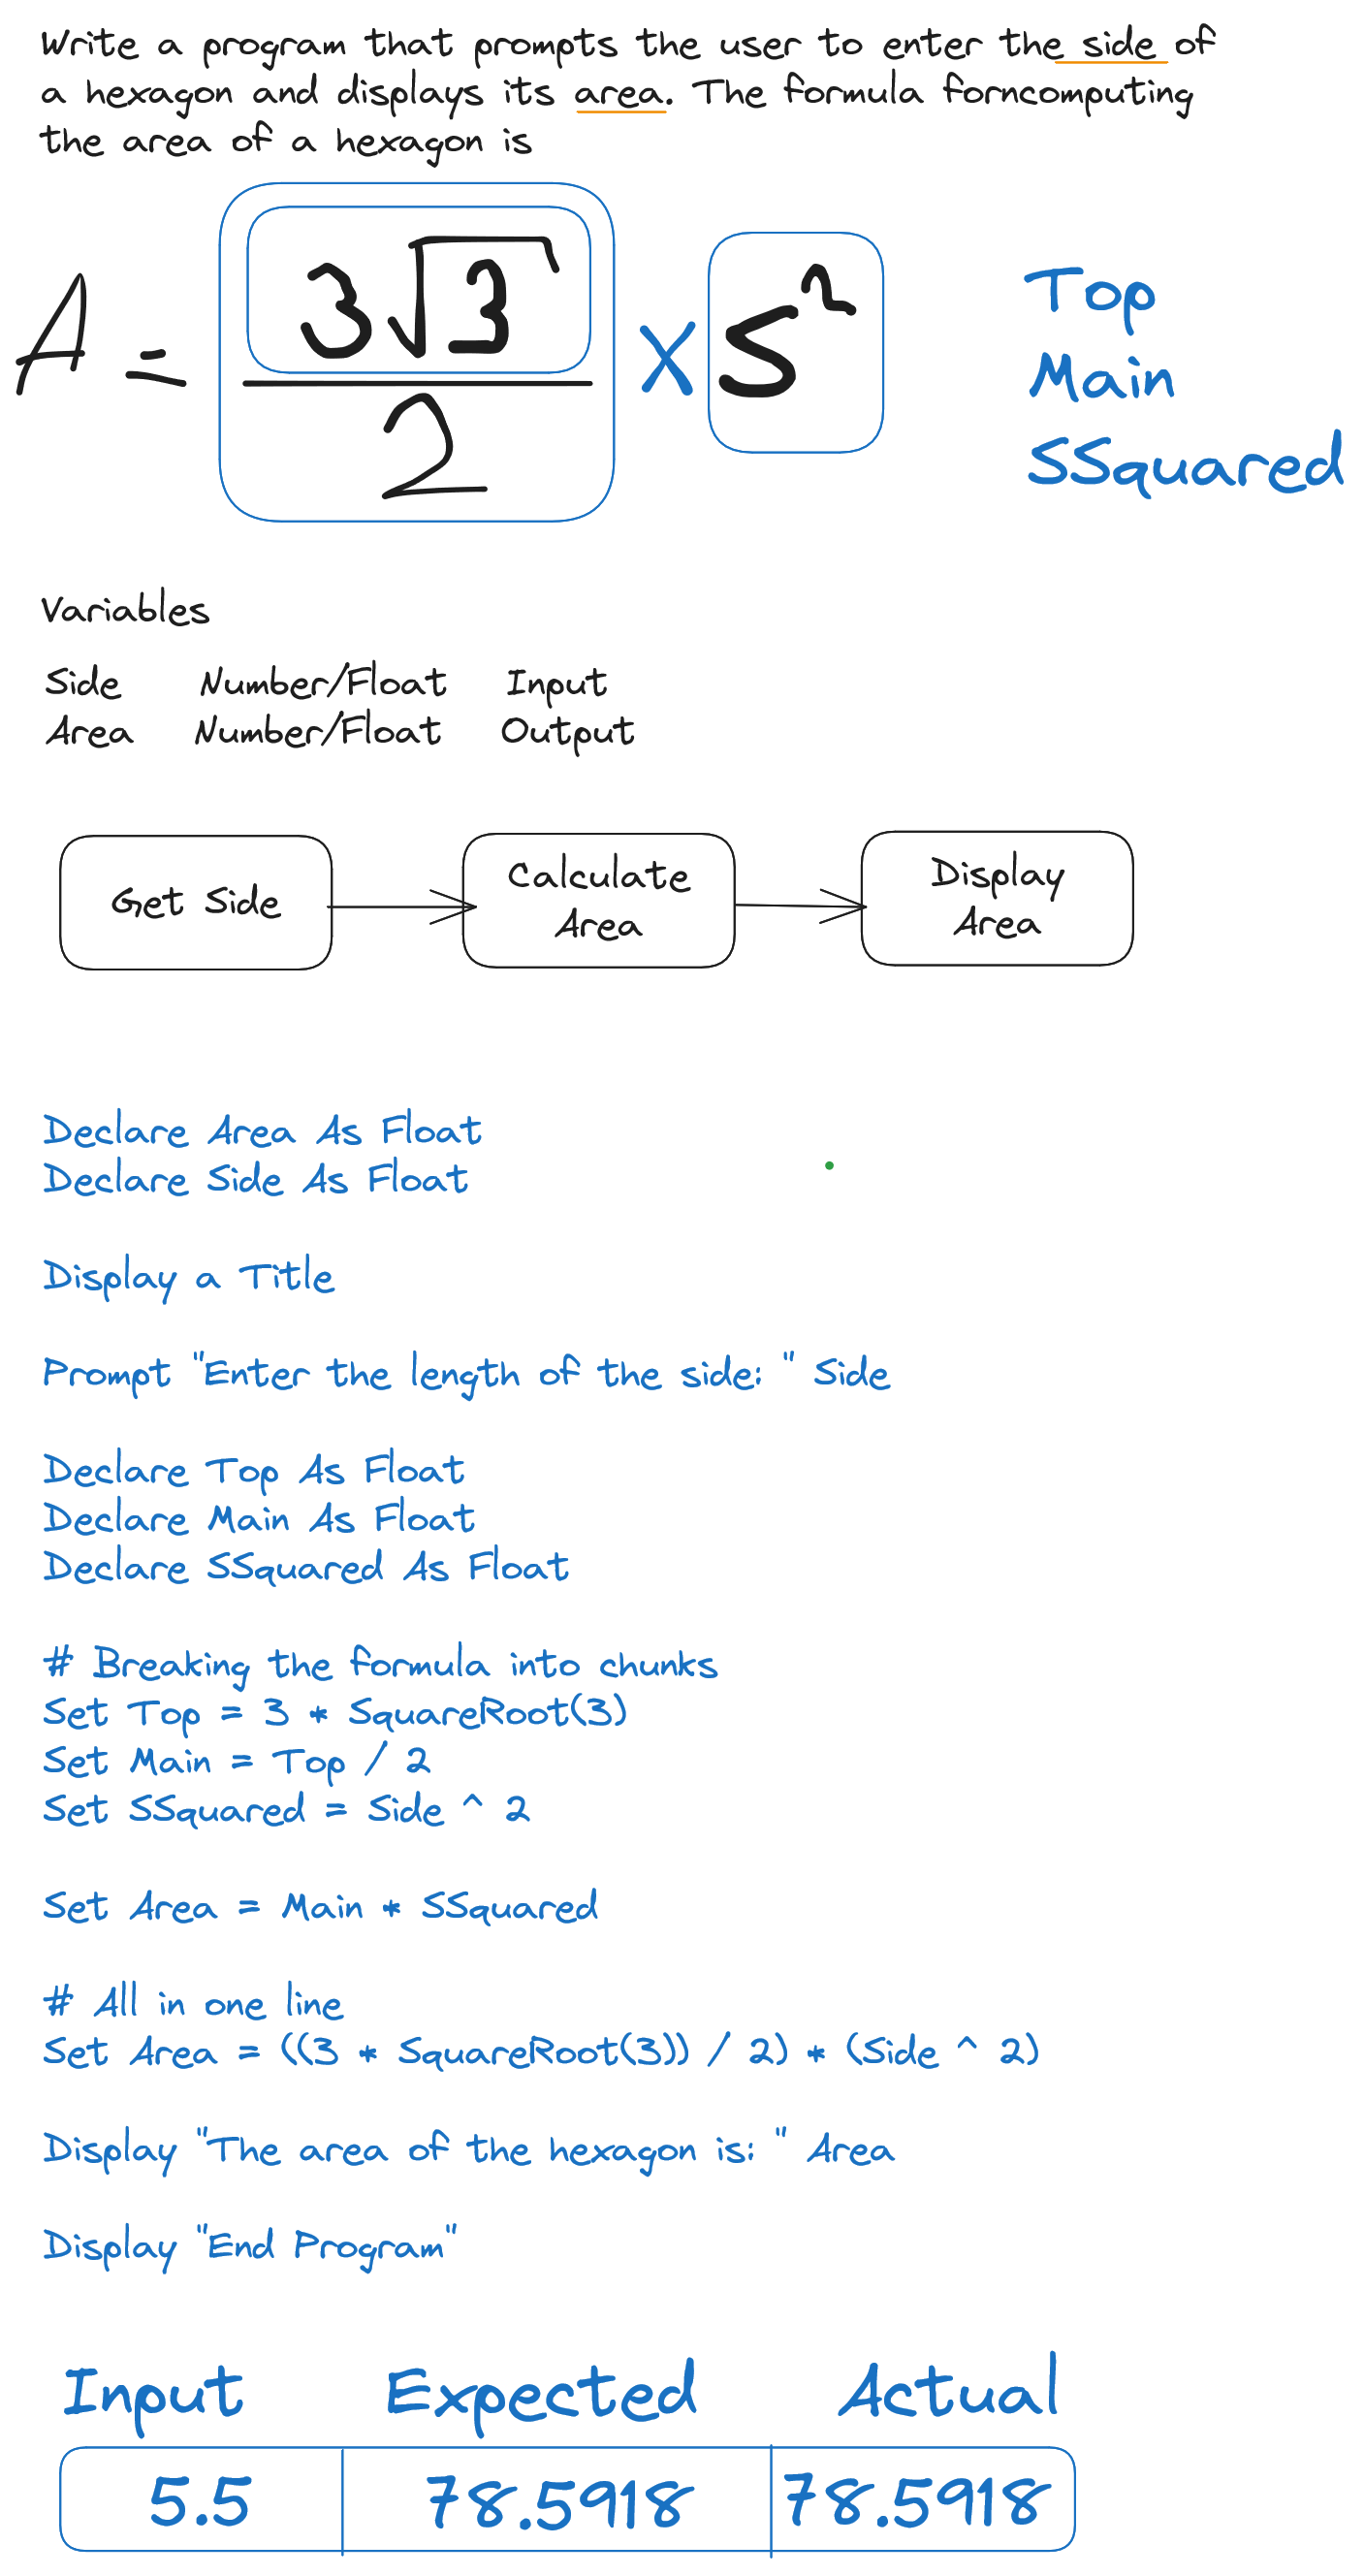 Write a program that prompts the user to enter the side of
a hexagon and displays its area. The formula forncomputing
the area of a hexagon is
A = 3√3 / 2 x S²
Top
Main
SSquared
Variables
Side Number/Float Input
Area Number/Float Output
Get Side
Calculate
Area
Display
Area
Declare Area As Float
Declare Side As Float
Display a Title
Prompt "Enter the length of the side: " Side
Declare Top As Float
Declare Main As Float
Declare SSquared As Float
# Breaking the formula into chunks
Set Top = 3 * SquareRoot(3)
Set Main = Top / 2
Set SSquared = Side ^ 2
Set Area = Main * SSquared
# All in one line
Set Area = ((3 * SquareRoot(3)) / 2) * (Side ^ 2)
Display "The area of the hexagon is: " Area
Display "End Program"
Input Expected Actual
5.5 78.5918 78.5918